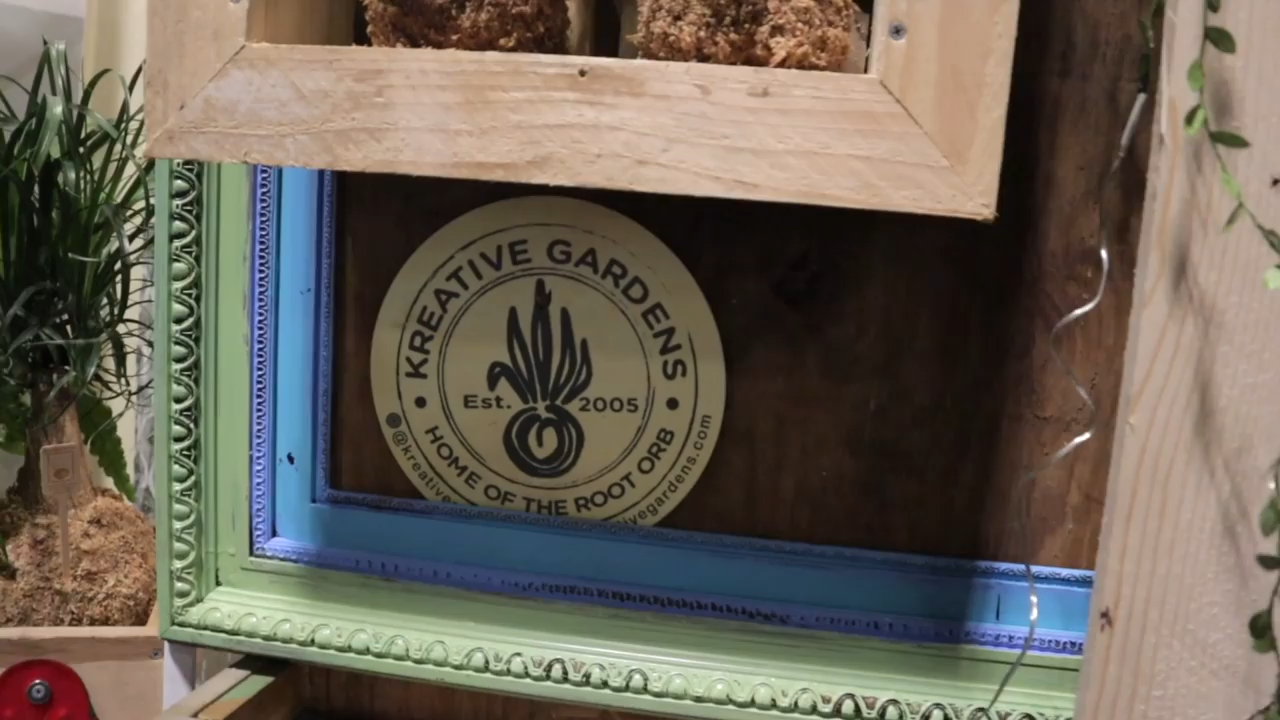 KREATIVE GARDENS
Est. 2005
HOME OF THE ROOT ORB